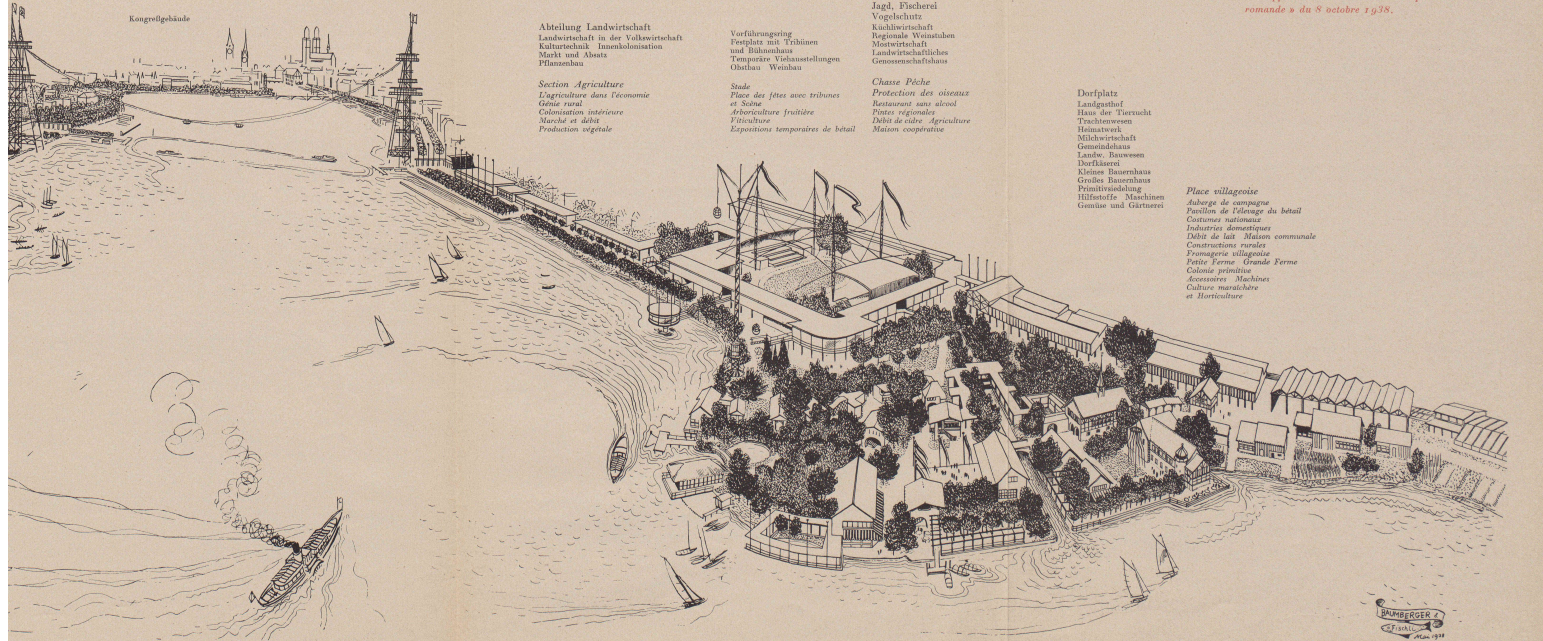 romande » du 8 octobre 1938.
Kongreßgebäude
Abteilung Landwirtschaft
Landwirtschaft in der Volkswirtschaft
Kulturtechnik Innenkolonisation
Markt und Absatz
Pflanzenbau
Section Agriculture
L'agriculture dans l'économie
Génie rural
Colonisation intérieure
Marché et débit
Production végétale
Vorführungsring
Festplatz mit Tribünen
und Bühnenhaus
Temporäre Viehausstellungen
Obstbau Weinbau
Stade
Place des fêtes avec tribunes
et Scène
Arboriculture fruitière
Viticulture
Expositions temporaires de bétail
Jagd, Fischerei
Vogelschutz
Küchliwirtschaft
Regionale Weinstuben
Mostwirtschaft
Landwirtschaftliches
Genossenschaftshaus
Chasse Pêche
Protection des oiseaux
Restaurant sans alcool
Pintes régionales
Débit de cidre Agriculture
Maison coopérative
Dorfplatz
Landgasthof
Haus der Tierzucht
Trachtenwesen
Heimatwerk
Milchwirtschaft
Gemeindehaus
Landw. Bauwesen
Dorfkäserei
Kleines Bauernhaus
Großes Bauernhaus
Primitivsiedelung
Hilfsstoffe Maschinen
Gemüse und Gärtnerei
Place villageoise
Auberge de campagne
Pavillon de l'élevage du bétail
Costumes nationaux
Industries domestiques
Débit de lait Maison communale
Constructions rurales
Fromagerie villageoise
Petite Ferme Grande Ferme
Colonie primitive
Accessoires Machines
Culture maraîchère
et Horticulture
BAUMBERGER &
Fischli
Mai 1938